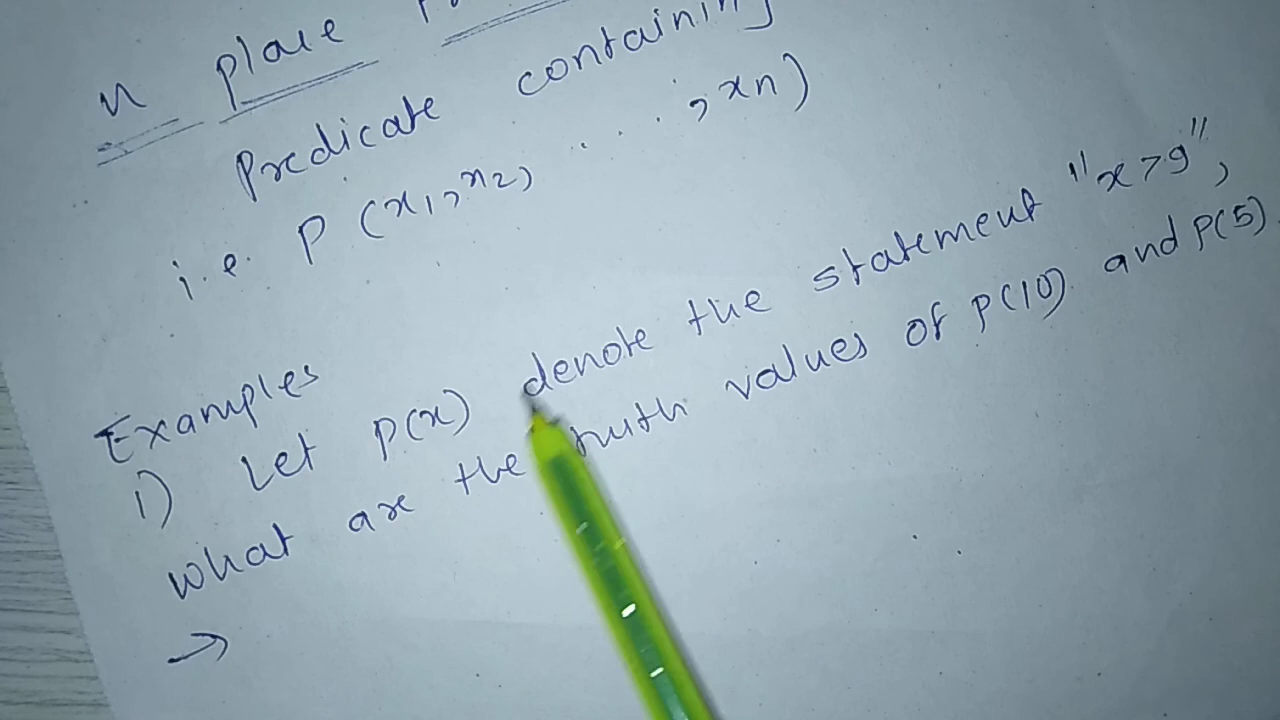 n place
Predicate containing
i.e. P (x1, x2, ....., xn)
Examples
1) Let P(x) denote the statement "x>9",
What are the truth values of P(10) and P(5)
→